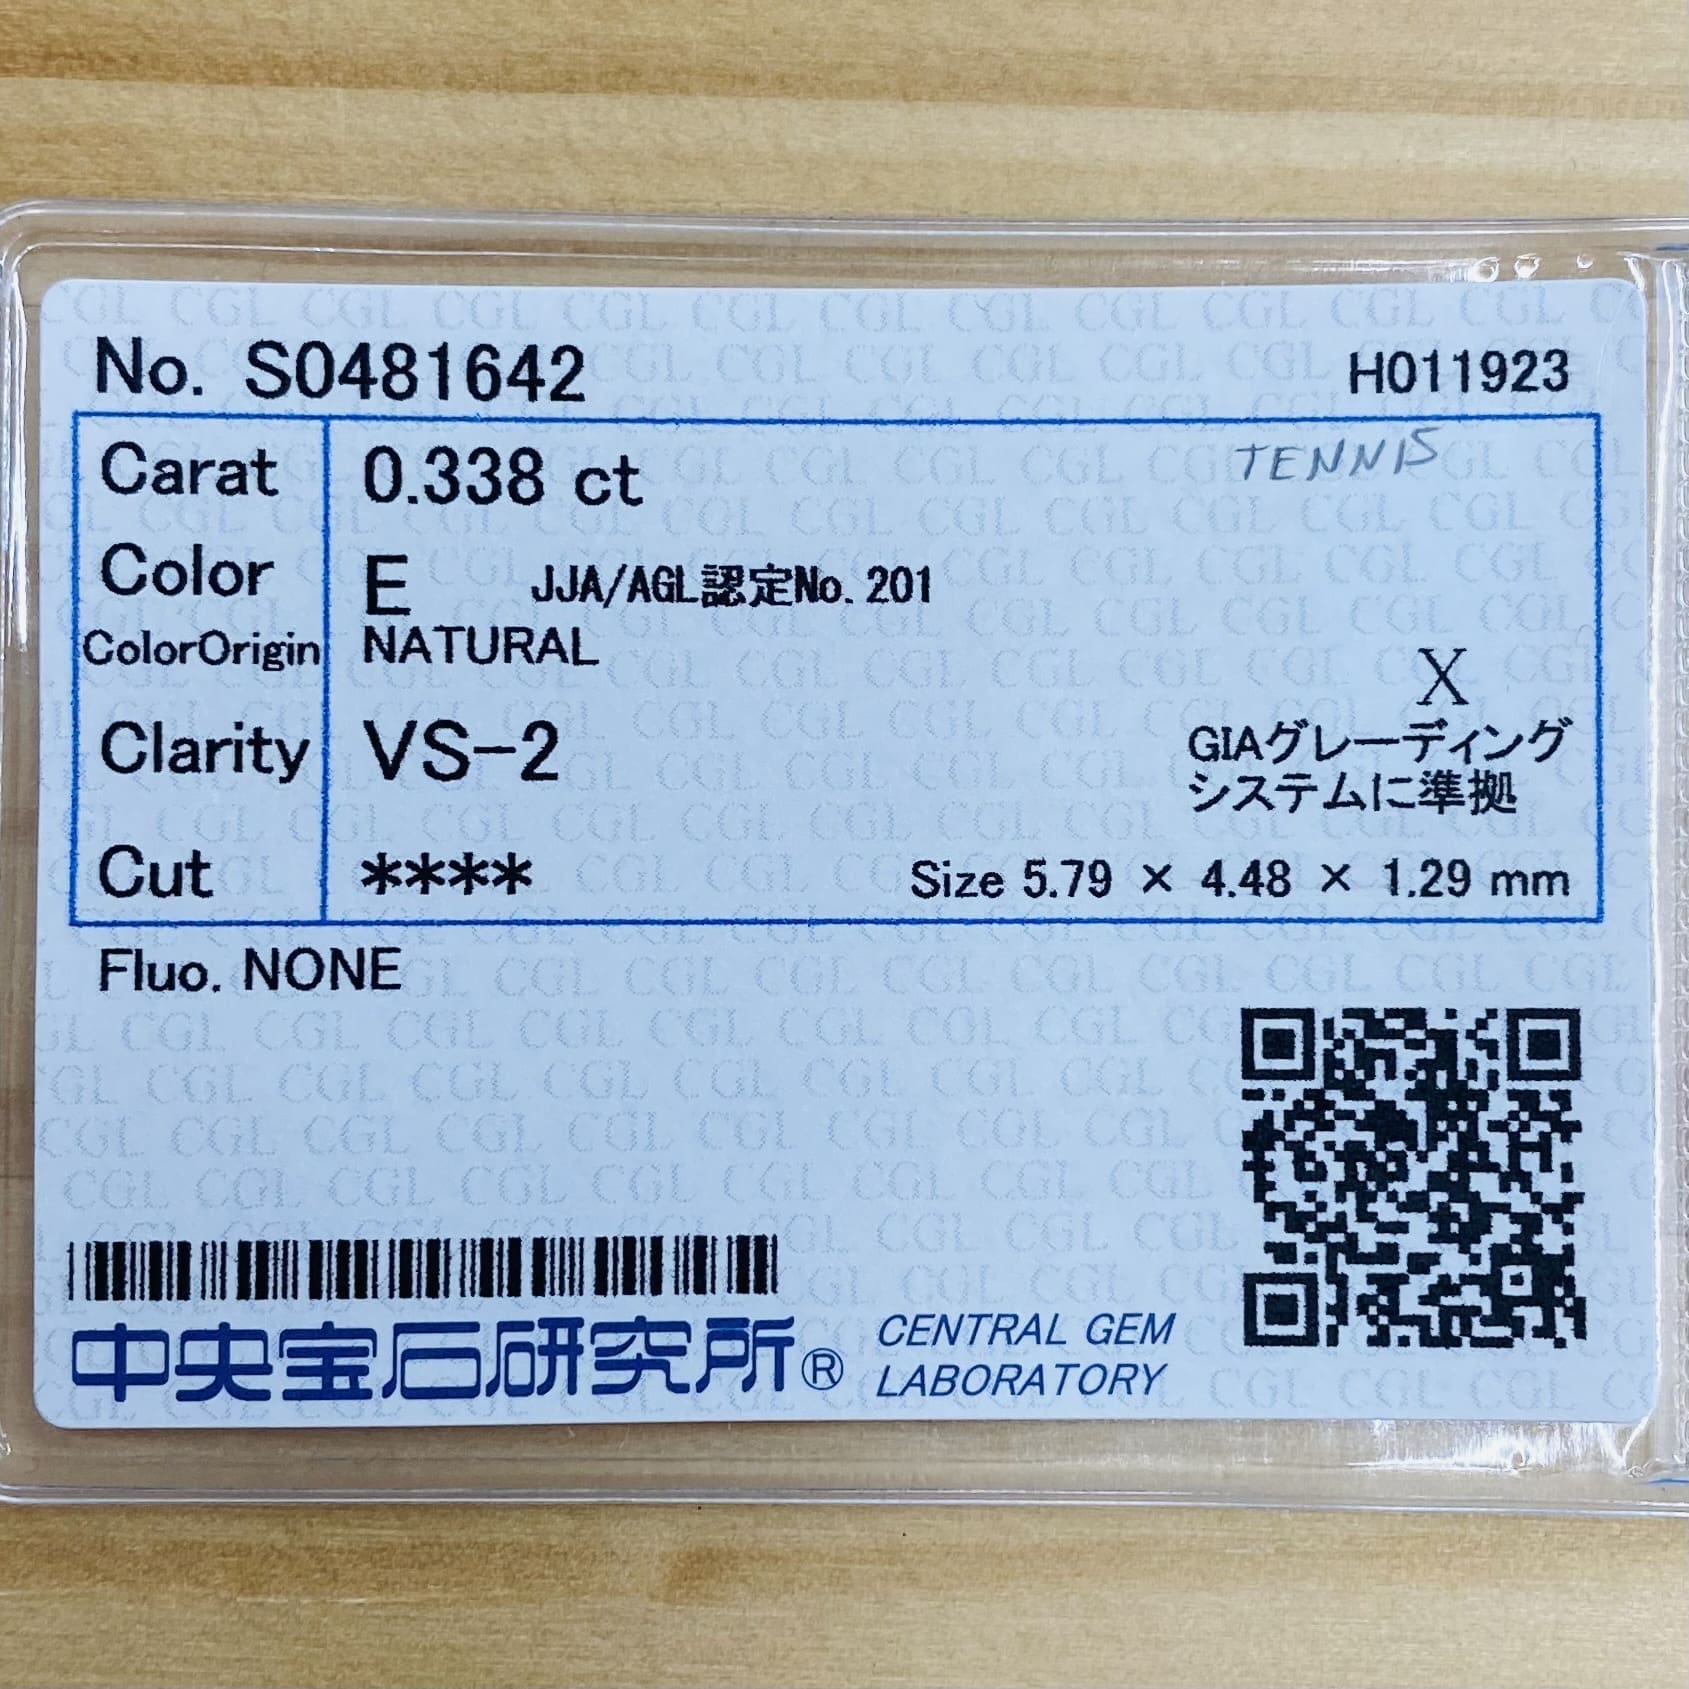 No. S0481642
H011923
Carat 0.338 ct
TENNIS
Color E JJA/AGL認定No. 201
ColorOrigin NATURAL
X
Clarity VS-2
GIAグレーディング
システムに準拠
Cut ****
Size 5.79 × 4.48 × 1.29 mm
Fluo. NONE
中央宝石研究所®
CENTRAL GEM
LABORATORY
CGL